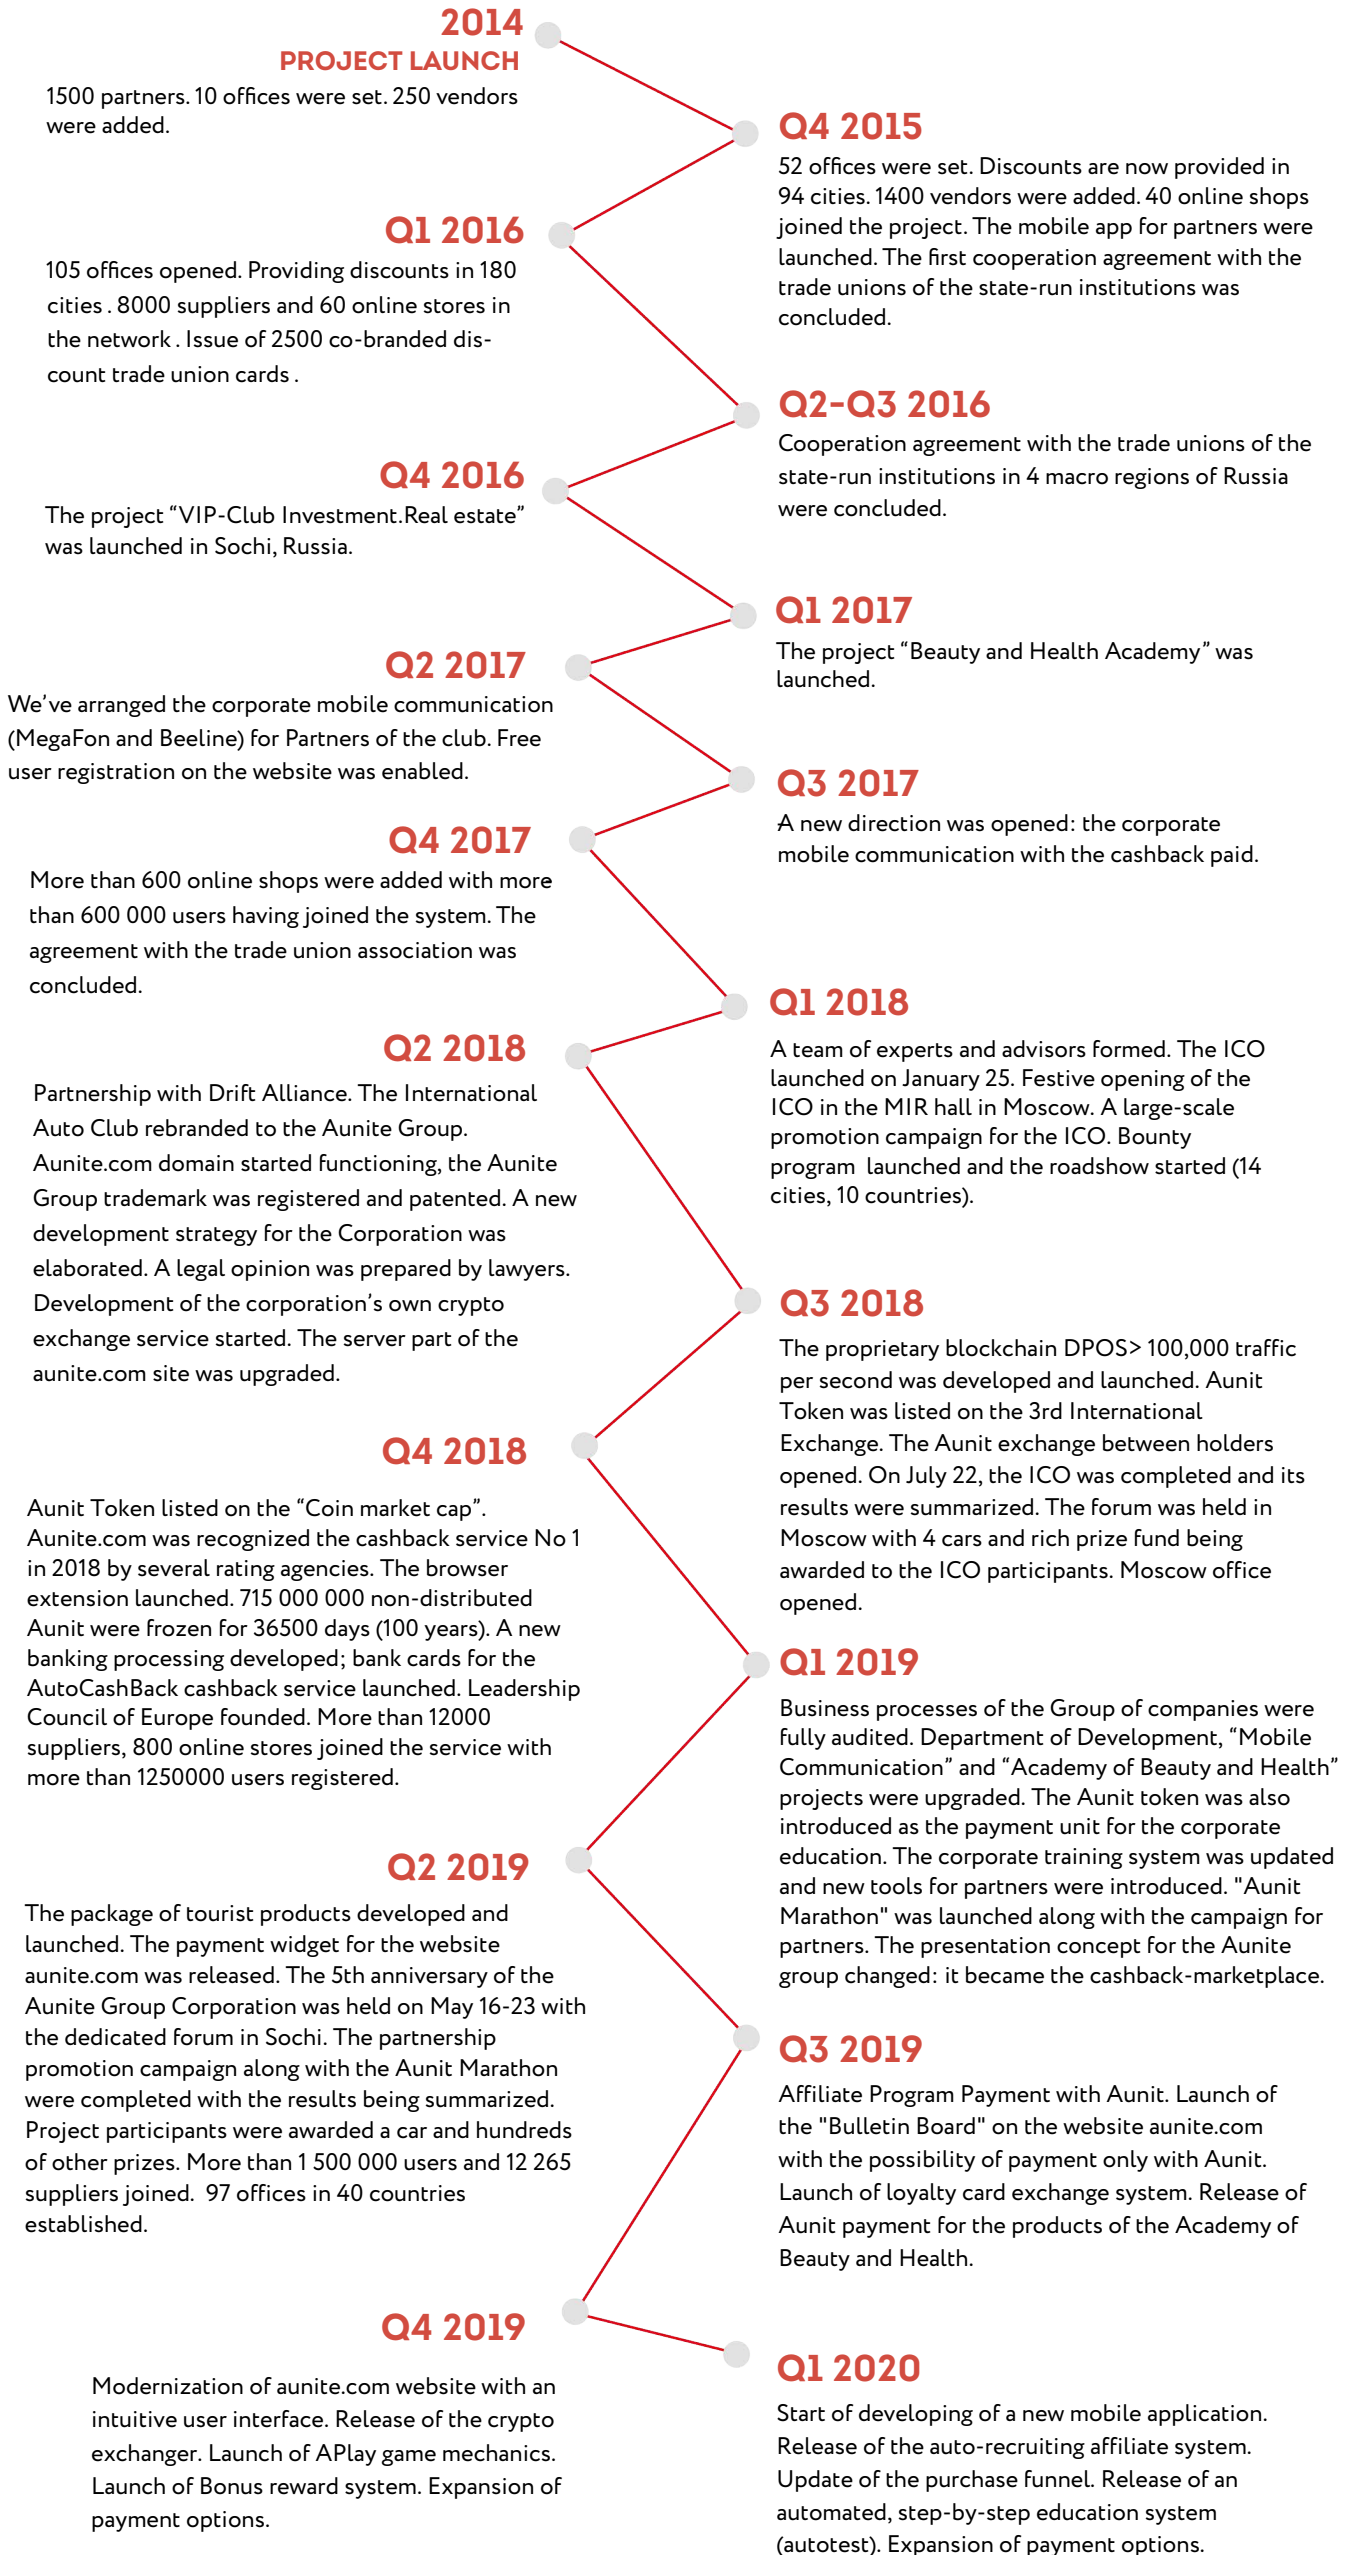 2014
PROJECT LAUNCH
1500 partners. 10 offices were set. 250 vendors
were added.
Q4 2015
52 offices were set. Discounts are now provided in
94 cities. 1400 vendors were added. 40 online shops
joined the project. The mobile app for partners were
launched. The first cooperation agreement with the
trade unions of the state-run institutions was
concluded.
Q1 2016
105 offices opened. Providing discounts in 180
cities . 8000 suppliers and 60 online stores in
the network . Issue of 2500 co-branded dis-
count trade union cards .
Q2-Q3 2016
Cooperation agreement with the trade unions of the
state-run institutions in 4 macro regions of Russia
were concluded.
Q4 2016
The project “VIP-Club Investment.Real estate”
was launched in Sochi, Russia.
Q1 2017
The project “Beauty and Health Academy” was
launched.
Q2 2017
We’ve arranged the corporate mobile communication
(MegaFon and Beeline) for Partners of the club. Free
user registration on the website was enabled.
Q3 2017
A new direction was opened: the corporate
mobile communication with the cashback paid.
Q4 2017
More than 600 online shops were added with more
than 600 000 users having joined the system. The
agreement with the trade union association was
concluded.
Q1 2018
A team of experts and advisors formed. The ICO
launched on January 25. Festive opening of the
ICO in the MIR hall in Moscow. A large-scale
promotion campaign for the ICO. Bounty
program launched and the roadshow started (14
cities, 10 countries).
Q2 2018
Partnership with Drift Alliance. The International
Auto Club rebranded to the Aunite Group.
Aunite.com domain started functioning, the Aunite
Group trademark was registered and patented. A new
development strategy for the Corporation was
elaborated. A legal opinion was prepared by lawyers.
Development of the corporation’s own crypto
exchange service started. The server part of the
aunite.com site was upgraded.
Q3 2018
The proprietary blockchain DPOS> 100,000 traffic
per second was developed and launched. Aunit
Token was listed on the 3rd International
Exchange. The Aunit exchange between holders
opened. On July 22, the ICO was completed and its
results were summarized. The forum was held in
Moscow with 4 cars and rich prize fund being
awarded to the ICO participants. Moscow office
opened.
Q4 2018
Aunit Token listed on the “Coin market cap”.
Aunite.com was recognized the cashback service No 1
in 2018 by several rating agencies. The browser
extension launched. 715 000 000 non-distributed
Aunit were frozen for 36500 days (100 years). A new
banking processing developed; bank cards for the
AutoCashBack cashback service launched. Leadership
Council of Europe founded. More than 12000
suppliers, 800 online stores joined the service with
more than 1250000 users registered.
Q1 2019
Business processes of the Group of companies were
fully audited. Department of Development, “Mobile
Communication” and “Academy of Beauty and Health”
projects were upgraded. The Aunit token was also
introduced as the payment unit for the corporate
education. The corporate training system was updated
and new tools for partners were introduced. "Aunit
Marathon" was launched along with the campaign for
partners. The presentation concept for the Aunite
group changed: it became the cashback-marketplace.
Q2 2019
The package of tourist products developed and
launched. The payment widget for the website
aunite.com was released. The 5th anniversary of the
Aunite Group Corporation was held on May 16-23 with
the dedicated forum in Sochi. The partnership
promotion campaign along with the Aunit Marathon
were completed with the results being summarized.
Project participants were awarded a car and hundreds
of other prizes. More than 1 500 000 users and 12 265
suppliers joined. 97 offices in 40 countries
established.
Q3 2019
Affiliate Program Payment with Aunit. Launch of
the "Bulletin Board" on the website aunite.com
with the possibility of payment only with Aunit.
Launch of loyalty card exchange system. Release of
Aunit payment for the products of the Academy of
Beauty and Health.
Q4 2019
Modernization of aunite.com website with an
intuitive user interface. Release of the crypto
exchanger. Launch of APlay game mechanics.
Launch of Bonus reward system. Expansion of
payment options.
Q1 2020
Start of developing of a new mobile application.
Release of the auto-recruiting affiliate system.
Update of the purchase funnel. Release of an
automated, step-by-step education system
(autotest). Expansion of payment options.